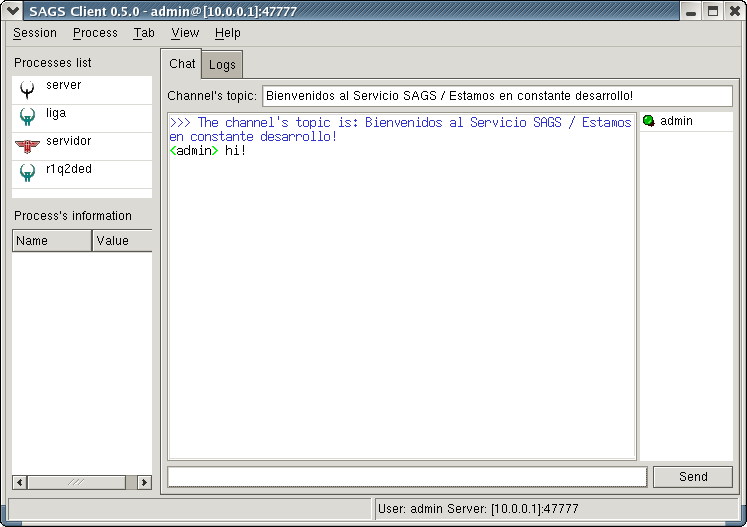 SAGS Client 0.5.0 - admin@[10.0.0.1]:47777
Session Process Tab View Help
Processes list
server
liga
servidor
r1q2ded
Process's information
Name Value
Chat Logs
Channel's topic: Bienvenidos al Servicio SAGS / Estamos en constante desarrollo!
>>> The channel's topic is: Bienvenidos al Servicio SAGS / Estamos
en constante desarrollo!
<admin> hi!
admin
Send
User: admin Server: [10.0.0.1]:47777